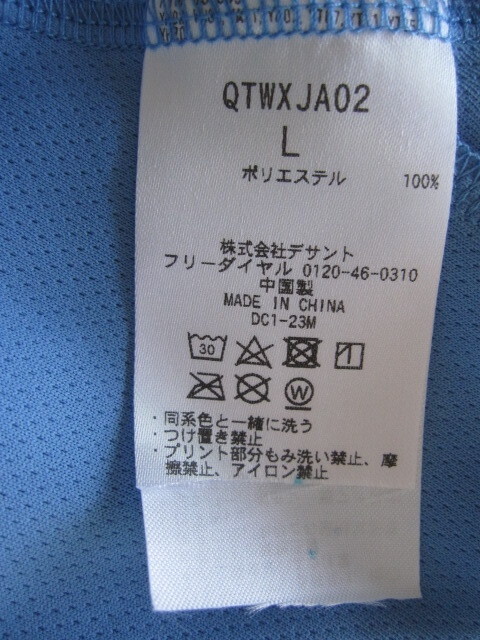 QTWXJA02
L
ポリエステル 100%
株式会社デサント
フリーダイヤル 0120-46-0310
中国製
MADE IN CHINA
DC1-23M
30
W
・同系色と一緒に洗う
・つけ置き禁止
・プリント部分もみ洗い禁止、摩
擦禁止、アイロン禁止